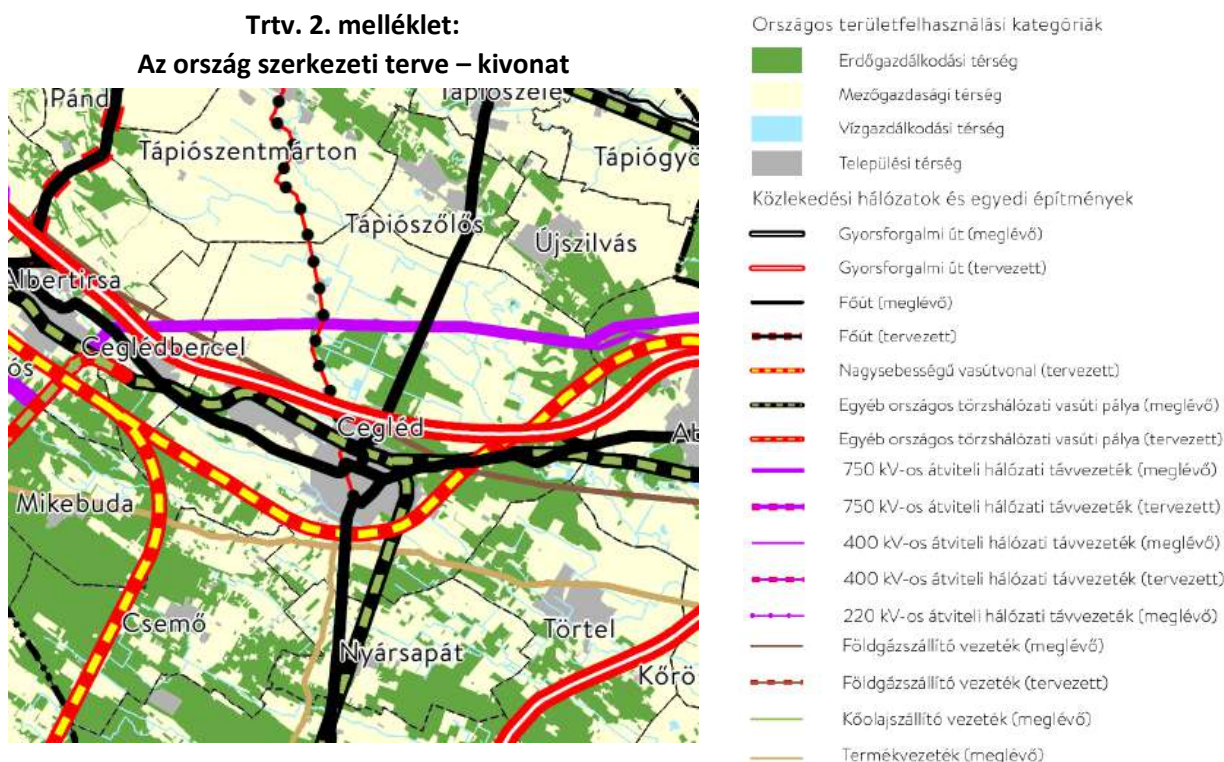 Trtv. 2. melléklet:
Az ország szerkezeti terve – kivonat
Pánd
Tápiószele
Tápiószentmárton
Tápiógyö
Tápiószőlős
Újszilvás
Albertirsa
Ceglédbercel
ós
Cegléd
Ab
Mikebuda
Csemő
Törtel
Nyársapát
Kőrö
Országos területfelhasználási kategóriák
Erdőgazdálkodási térség
Mezőgazdasági térség
Vízgazdálkodási térség
Települési térség
Közlekedési hálózatok és egyedi építmények
Gyorsforgalmi út (meglévő)
Gyorsforgalmi út (tervezett)
Főút (meglévő)
Főút (tervezett)
Nagysebességű vasútvonal (tervezett)
Egyéb országos törzshálózati vasúti pálya (meglévő)
Egyéb országos törzshálózati vasúti pálya (tervezett)
750 kV-os átviteli hálózati távvezeték (meglévő)
750 kV-os átviteli hálózati távvezeték (tervezett)
400 kV-os átviteli hálózati távvezeték (meglévő)
400 kV-os átviteli hálózati távvezeték (tervezett)
220 kV-os átviteli hálózati távvezeték (meglévő)
Földgázszállító vezeték (meglévő)
Földgázszállító vezeték (tervezett)
Kőolajszállító vezeték (meglévő)
Termékvezeték (meglévő)